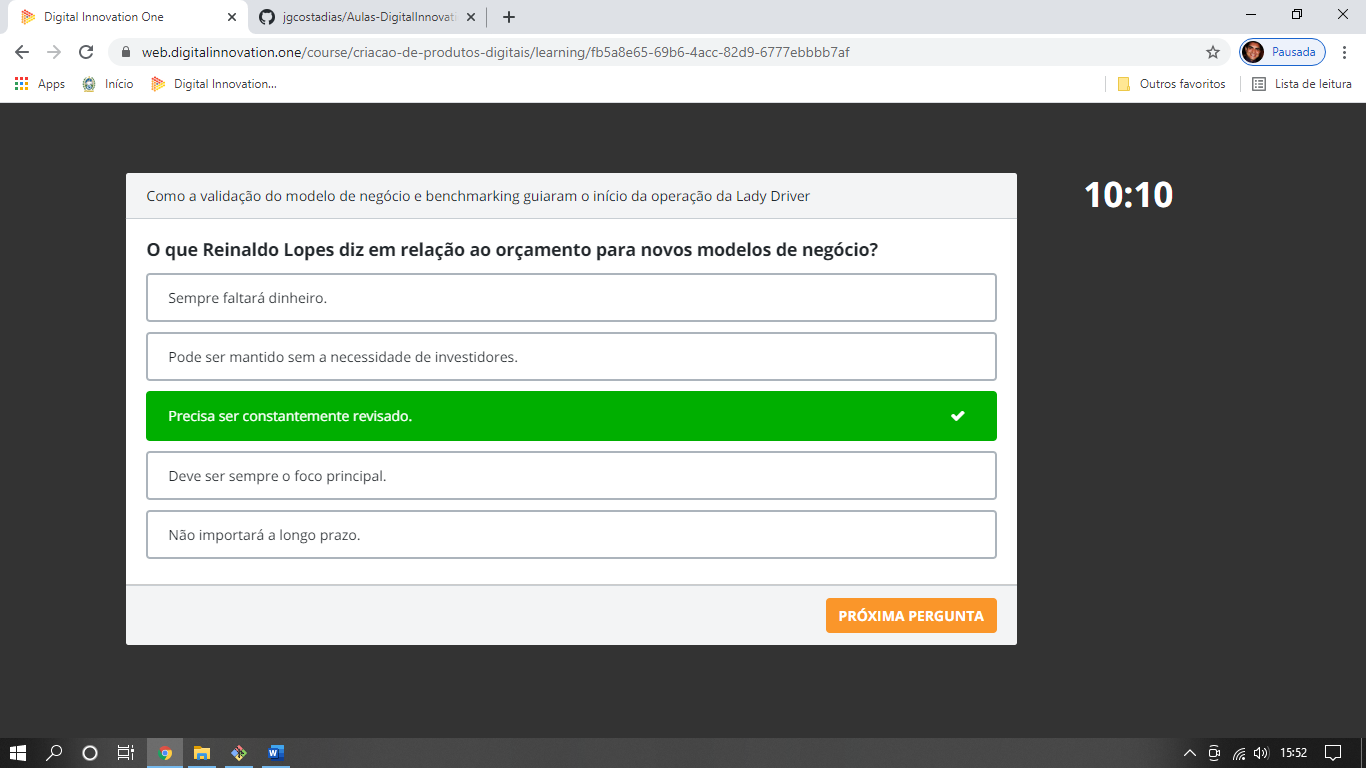 Digital Innovation One
jgcostadias/Aulas-DigitalInnovati
web.digitalinnovation.one/course/criacao-de-produtos-digitais/learning/fb5a8e65-69b6-4acc-82d9-6777ebbbb7af
Pausada
Apps
Início
Digital Innovation...
Outros favoritos
Lista de leitura
Como a validação do modelo de negócio e benchmarking guiaram o início da operação da Lady Driver
10:10
O que Reinaldo Lopes diz em relação ao orçamento para novos modelos de negócio?
Sempre faltará dinheiro.
Pode ser mantido sem a necessidade de investidores.
Precisa ser constantemente revisado.
Deve ser sempre o foco principal.
Não importará a longo prazo.
PRÓXIMA PERGUNTA
15:52